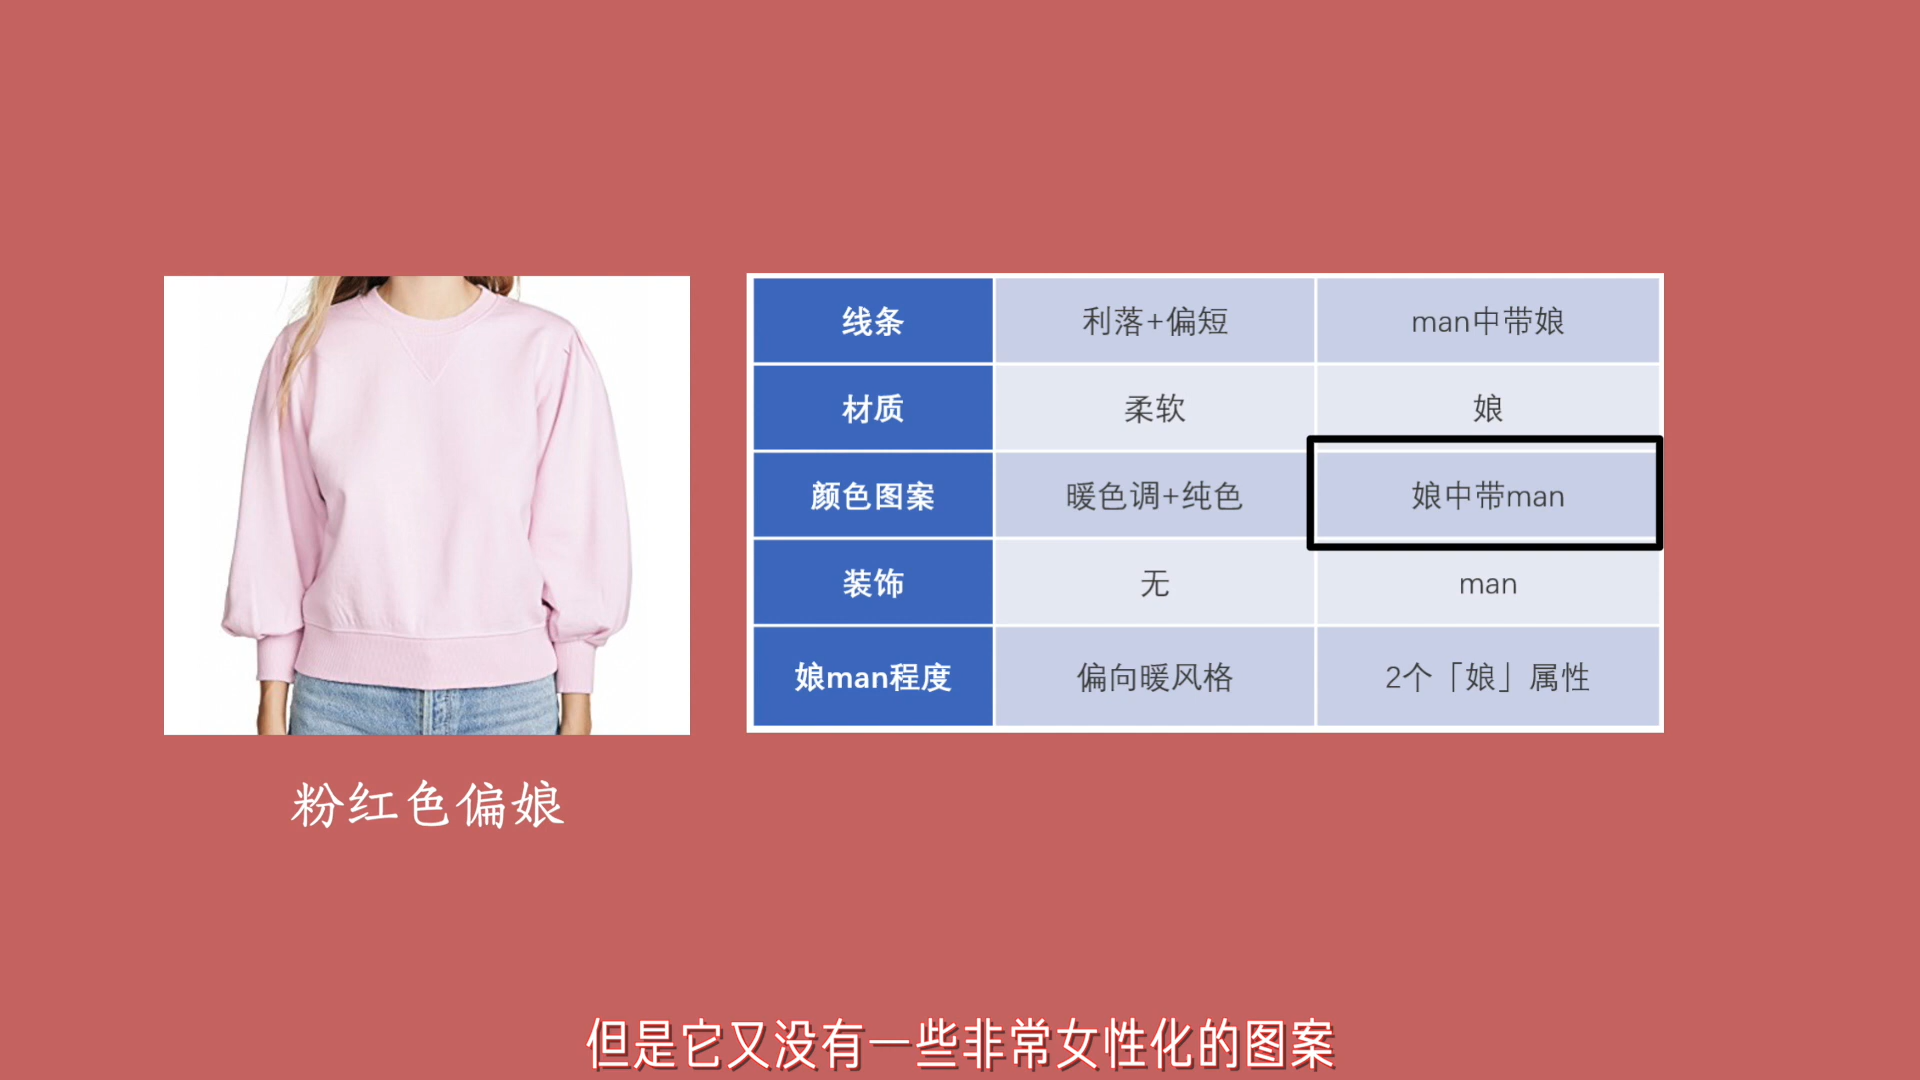 线条 利落+偏短 man中带娘
材质 柔软 娘
颜色图案 暖色调+纯色 娘中带man
装饰 无 man
娘man程度 偏向暖风格 2个「娘」属性
粉红色偏娘
但是它又没有一些非常女性化的图案